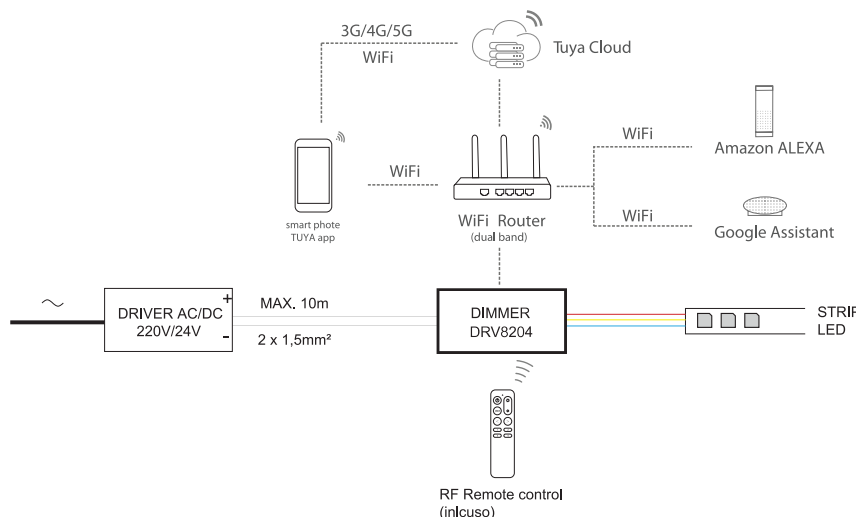 3G/4G/5G
WiFi
Tuya Cloud
WiFi
Amazon ALEXA
WiFi
smart phote
TUYA app
WiFi Router
(dual band)
WiFi
Google Assistant
DRIVER AC/DC
220V/24V
+
-
MAX. 10m
2 x 1,5mm²
DIMMER
DRV8204
STRIP
LED
RF Remote control
(inlcuso)